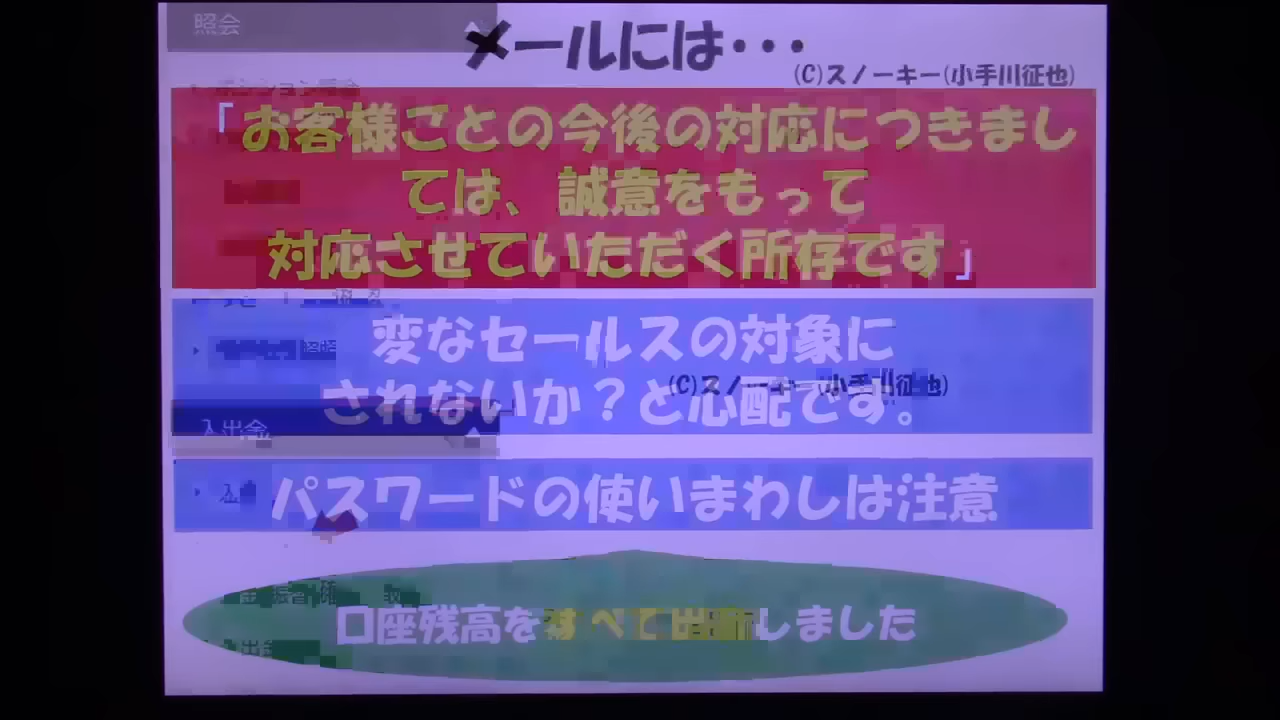 照会
メールには・・・
(C)スノーキー(小手川征也)
「お客様ごとの今後の対応につきまし
ては、誠意をもって
対応させていただく所存です」
変なセールスの対象に
されないか？と心配です。
(C)スノーキー(小手川征也)
入出金
パスワードの使いまわしは注意
口座残高をすべて出前しました